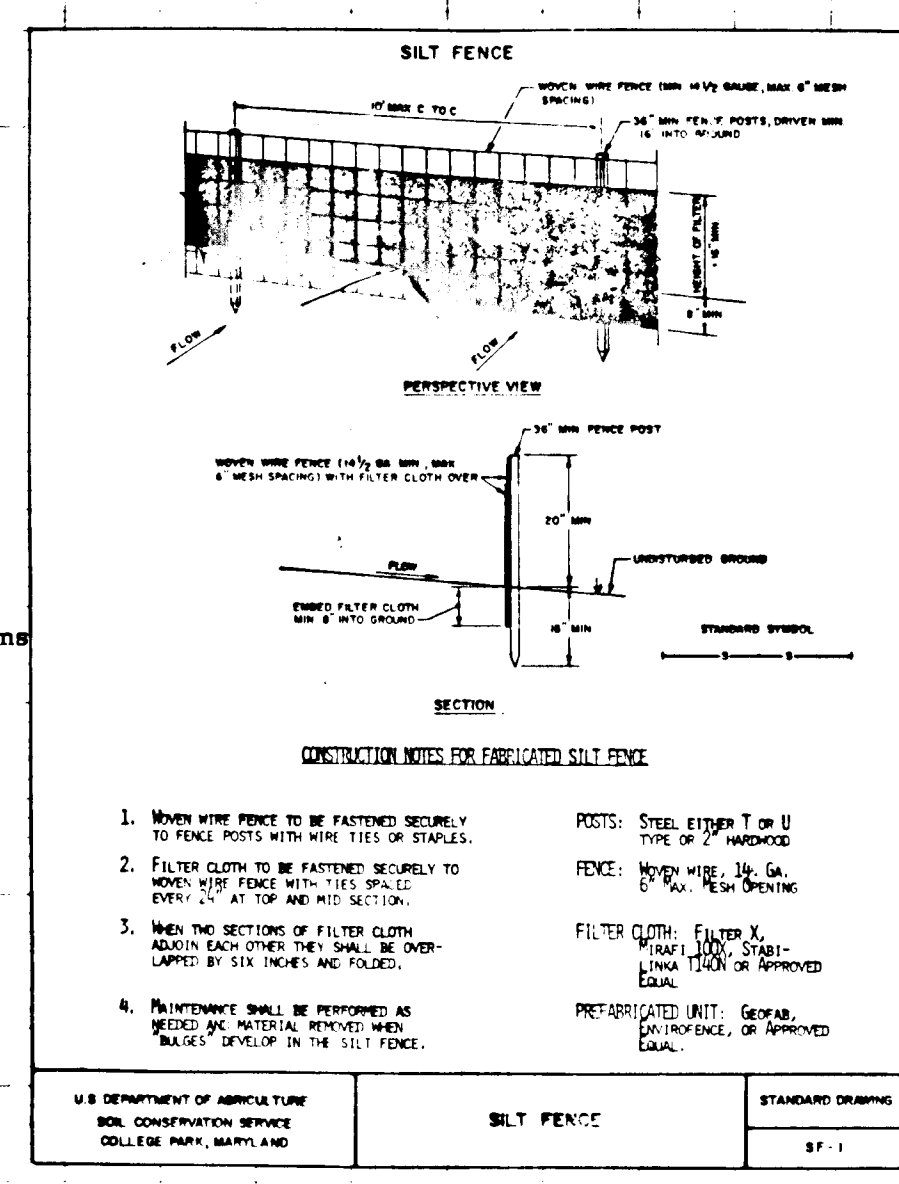 SILT FENCE
WOVEN WIRE FENCE (MIN 14 1/2 GAUGE, MAX. 6" MESH
SPACING)
10' MAX C TO C
36" MIN FENCE POSTS, DRIVEN MIN
16" INTO GROUND
HEIGHT OF FILTER
16" MIN
8" MIN
FLOW
FLOW
PERSPECTIVE VIEW
36" MIN FENCE POST
WOVEN WIRE FENCE (14 1/2 GA MIN, MAX
6" MESH SPACING) WITH FILTER CLOTH OVER
20" MIN
FLOW
UNDISTURBED GROUND
EMBED FILTER CLOTH
MIN 8" INTO GROUND
16" MIN
STANDARD SYMBOL
S S
ns
SECTION
CONSTRUCTION NOTES FOR FABRICATED SILT FENCE
1. WOVEN WIRE FENCE TO BE FASTENED SECURELY
TO FENCE POSTS WITH WIRE TIES OR STAPLES.
2. FILTER CLOTH TO BE FASTENED SECURELY TO
WOVEN WIRE FENCE WITH TIES SPACED
EVERY 24" AT TOP AND MID SECTION.
3. WHEN TWO SECTIONS OF FILTER CLOTH
ADJOIN EACH OTHER THEY SHALL BE OVER-
LAPPED BY SIX INCHES AND FOLDED.
4. MAINTENANCE SHALL BE PERFORMED AS
NEEDED AND MATERIAL REMOVED WHEN
"BULGES" DEVELOP IN THE SILT FENCE.
POSTS: STEEL EITHER T OR U
TYPE OR 2" HARDWOOD
FENCE: WOVEN WIRE, 14. GA.
6" MAX. MESH OPENING
FILTER CLOTH: FILTER X,
MIRAFI 100X, STABI-
LINKA T140N OR APPROVED
EQUAL
PREFABRICATED UNIT: GEOFAB,
ENVIROFENCE, OR APPROVED
EQUAL.
U.S DEPARTMENT OF AGRICULTURE
SOIL CONSERVATION SERVICE
COLLEGE PARK, MARYLAND
SILT FENCE
STANDARD DRAWING
SF-1